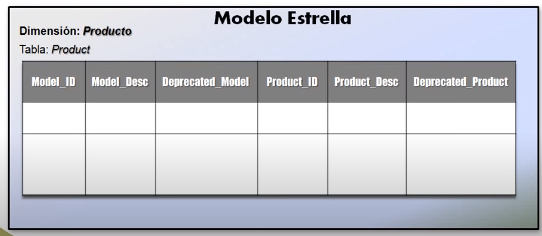 Modelo Estrella
Dimensión: Producto
Tabla: Product
Model_ID Model_Desc Deprecated_Model Product_ID Product_Desc Deprecated_Product